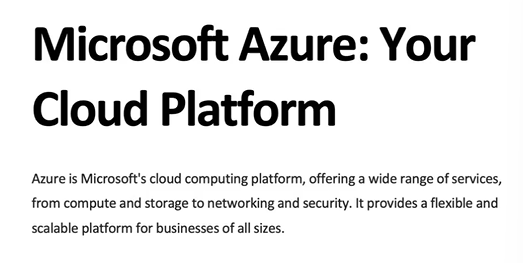 Microsoft Azure: Your
Cloud Platform
Azure is Microsoft's cloud computing platform, offering a wide range of services,
from compute and storage to networking and security. It provides a flexible and
scalable platform for businesses of all sizes.